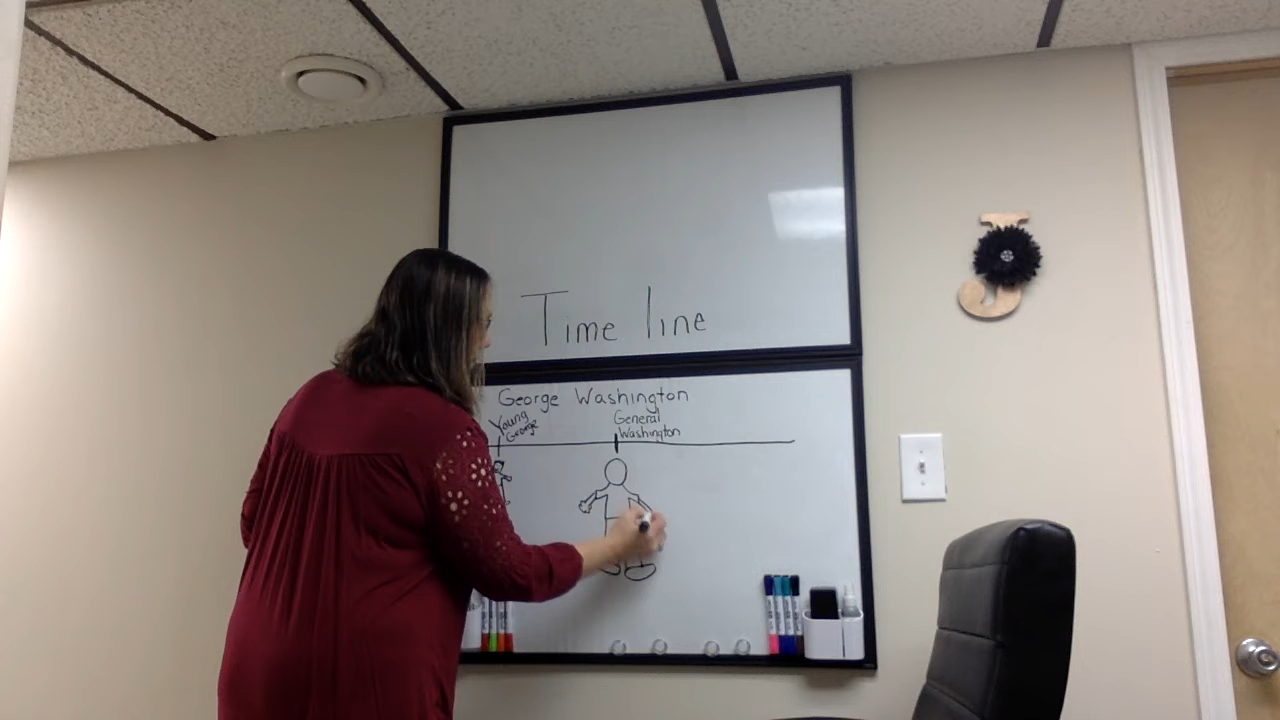 Time line
George Washington
Young
George
General
Washington
J